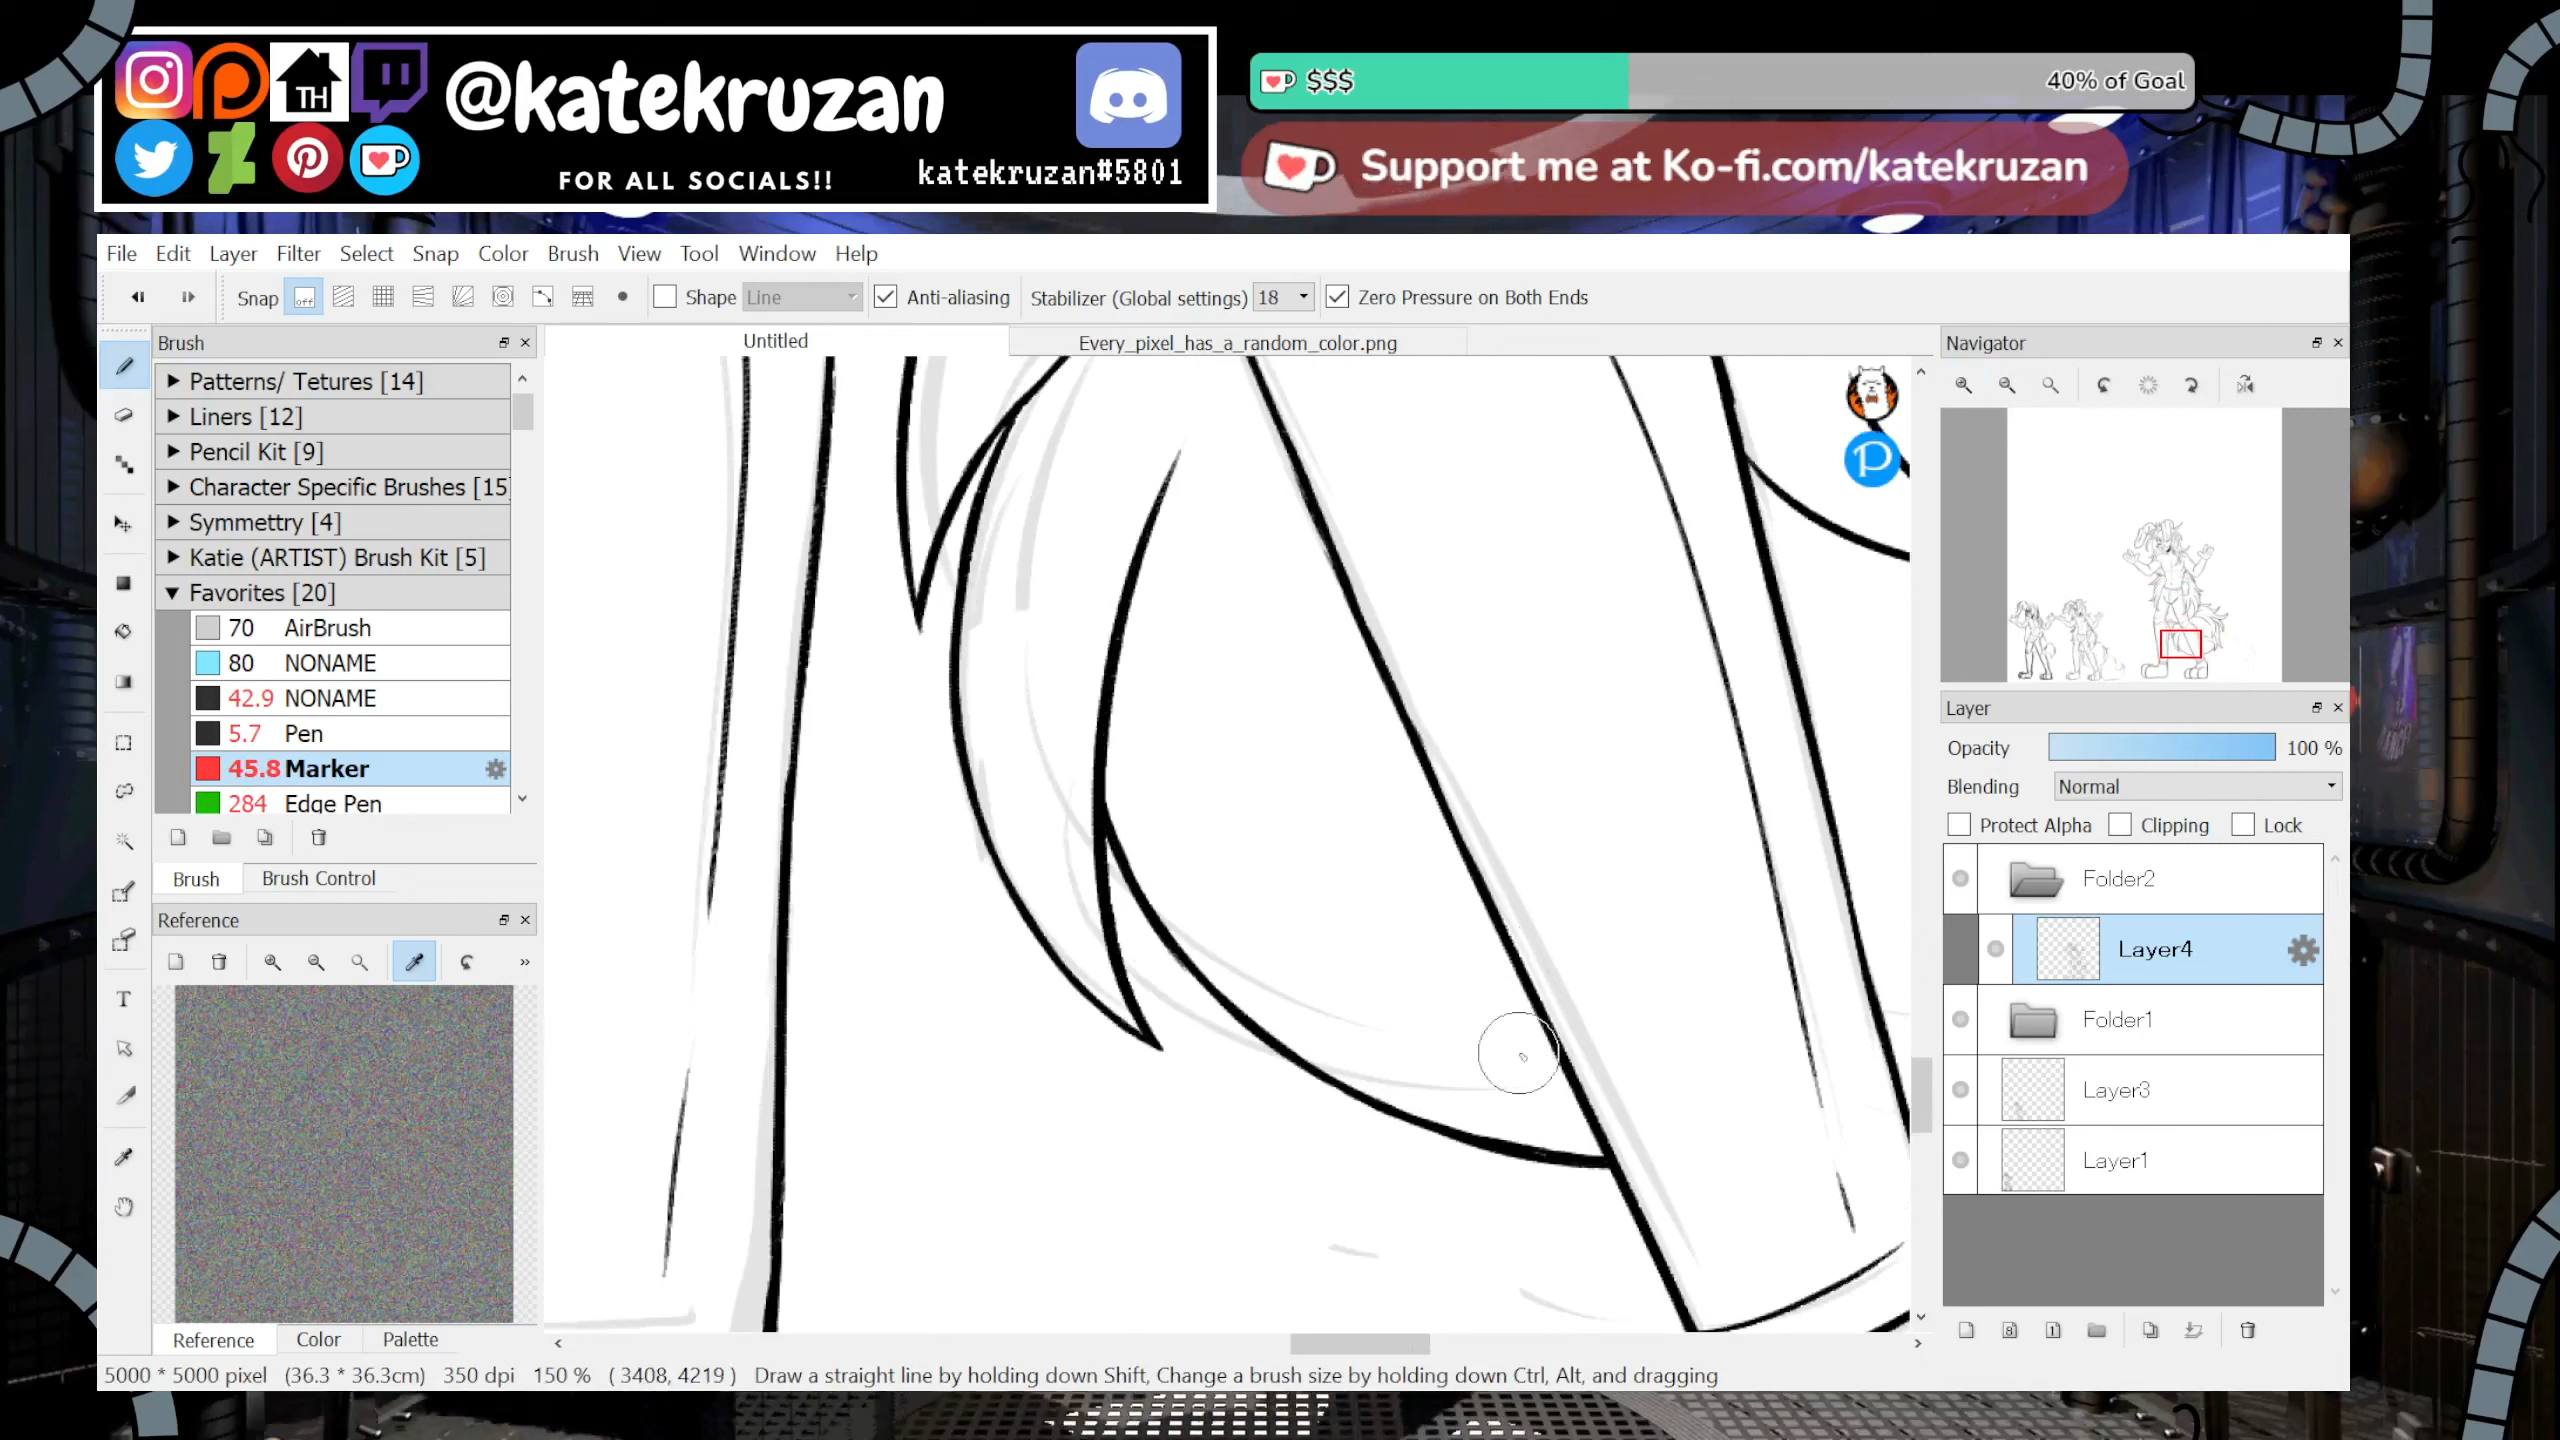 @katekruzan
FOR ALL SOCIALS!!
katekruzan#5801
TH
$$$
40% of Goal
Support me at Ko-fi.com/katekruzan
File Edit Layer Filter Select Snap Color Brush View Tool Window Help
Snap off Shape Line Anti-aliasing Stabilizer (Global settings) 18 Zero Pressure on Both Ends
Brush
Untitled
Every_pixel_has_a_random_color.png
Navigator
Patterns/ Tetures [14]
Liners [12]
Pencil Kit [9]
Character Specific Brushes [15]
Symmettry [4]
Katie (ARTIST) Brush Kit [5]
Favorites [20]
70 AirBrush
80 NONAME
42.9 NONAME
5.7 Pen
45.8 Marker
284 Edge Pen
Brush
Brush Control
Reference
Reference
Color
Palette
P
Layer
Opacity 100 %
Blending Normal
Protect Alpha Clipping Lock
Folder2
Layer4
Folder1
Layer3
Layer1
5000 * 5000 pixel (36.3 * 36.3cm) 350 dpi 150 % ( 3408, 4219 ) Draw a straight line by holding down Shift, Change a brush size by holding down Ctrl, Alt, and dragging